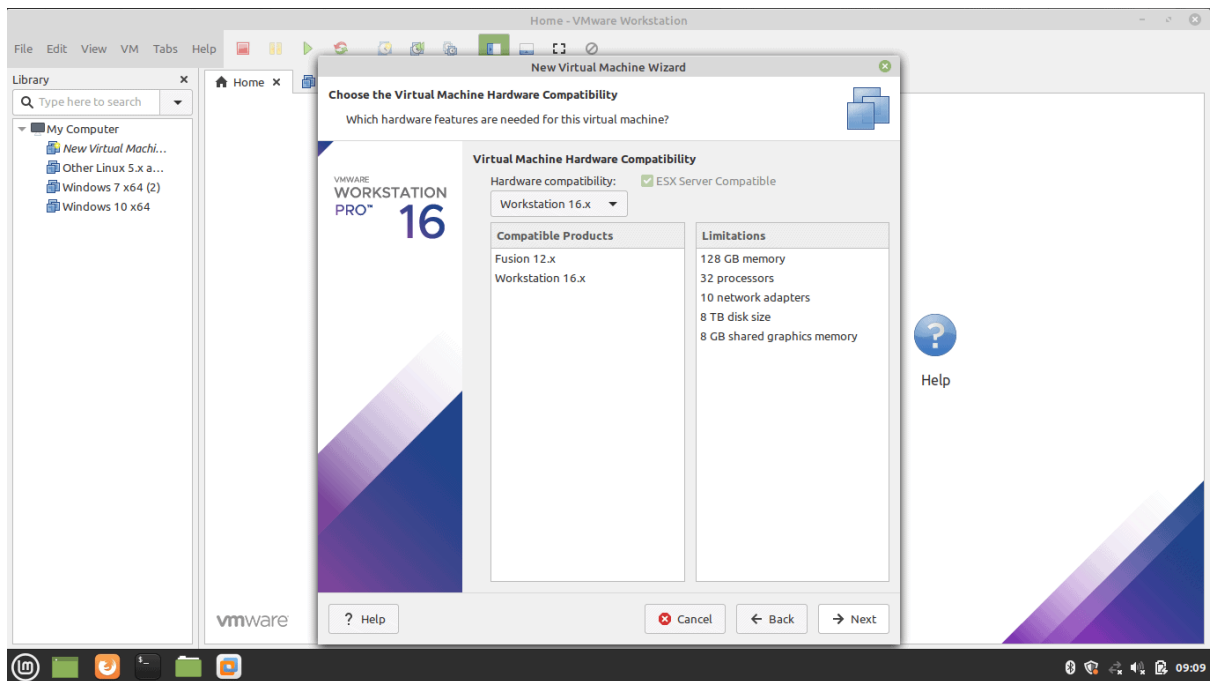 Home - VMware Workstation
File Edit View VM Tabs Help
Library
Type here to search
My Computer
New Virtual Machi...
Other Linux 5.x a...
Windows 7 x64 (2)
Windows 10 x64
Home
New Virtual Machine Wizard
Choose the Virtual Machine Hardware Compatibility
Which hardware features are needed for this virtual machine?
VMWARE
WORKSTATION
PRO™ 16
Virtual Machine Hardware Compatibility
Hardware compatibility: ESX Server Compatible
Workstation 16.x
Compatible Products
Fusion 12.x
Workstation 16.x
Limitations
128 GB memory
32 processors
10 network adapters
8 TB disk size
8 GB shared graphics memory
? Help Cancel Back Next
?
Help
vmware
$_
09:09